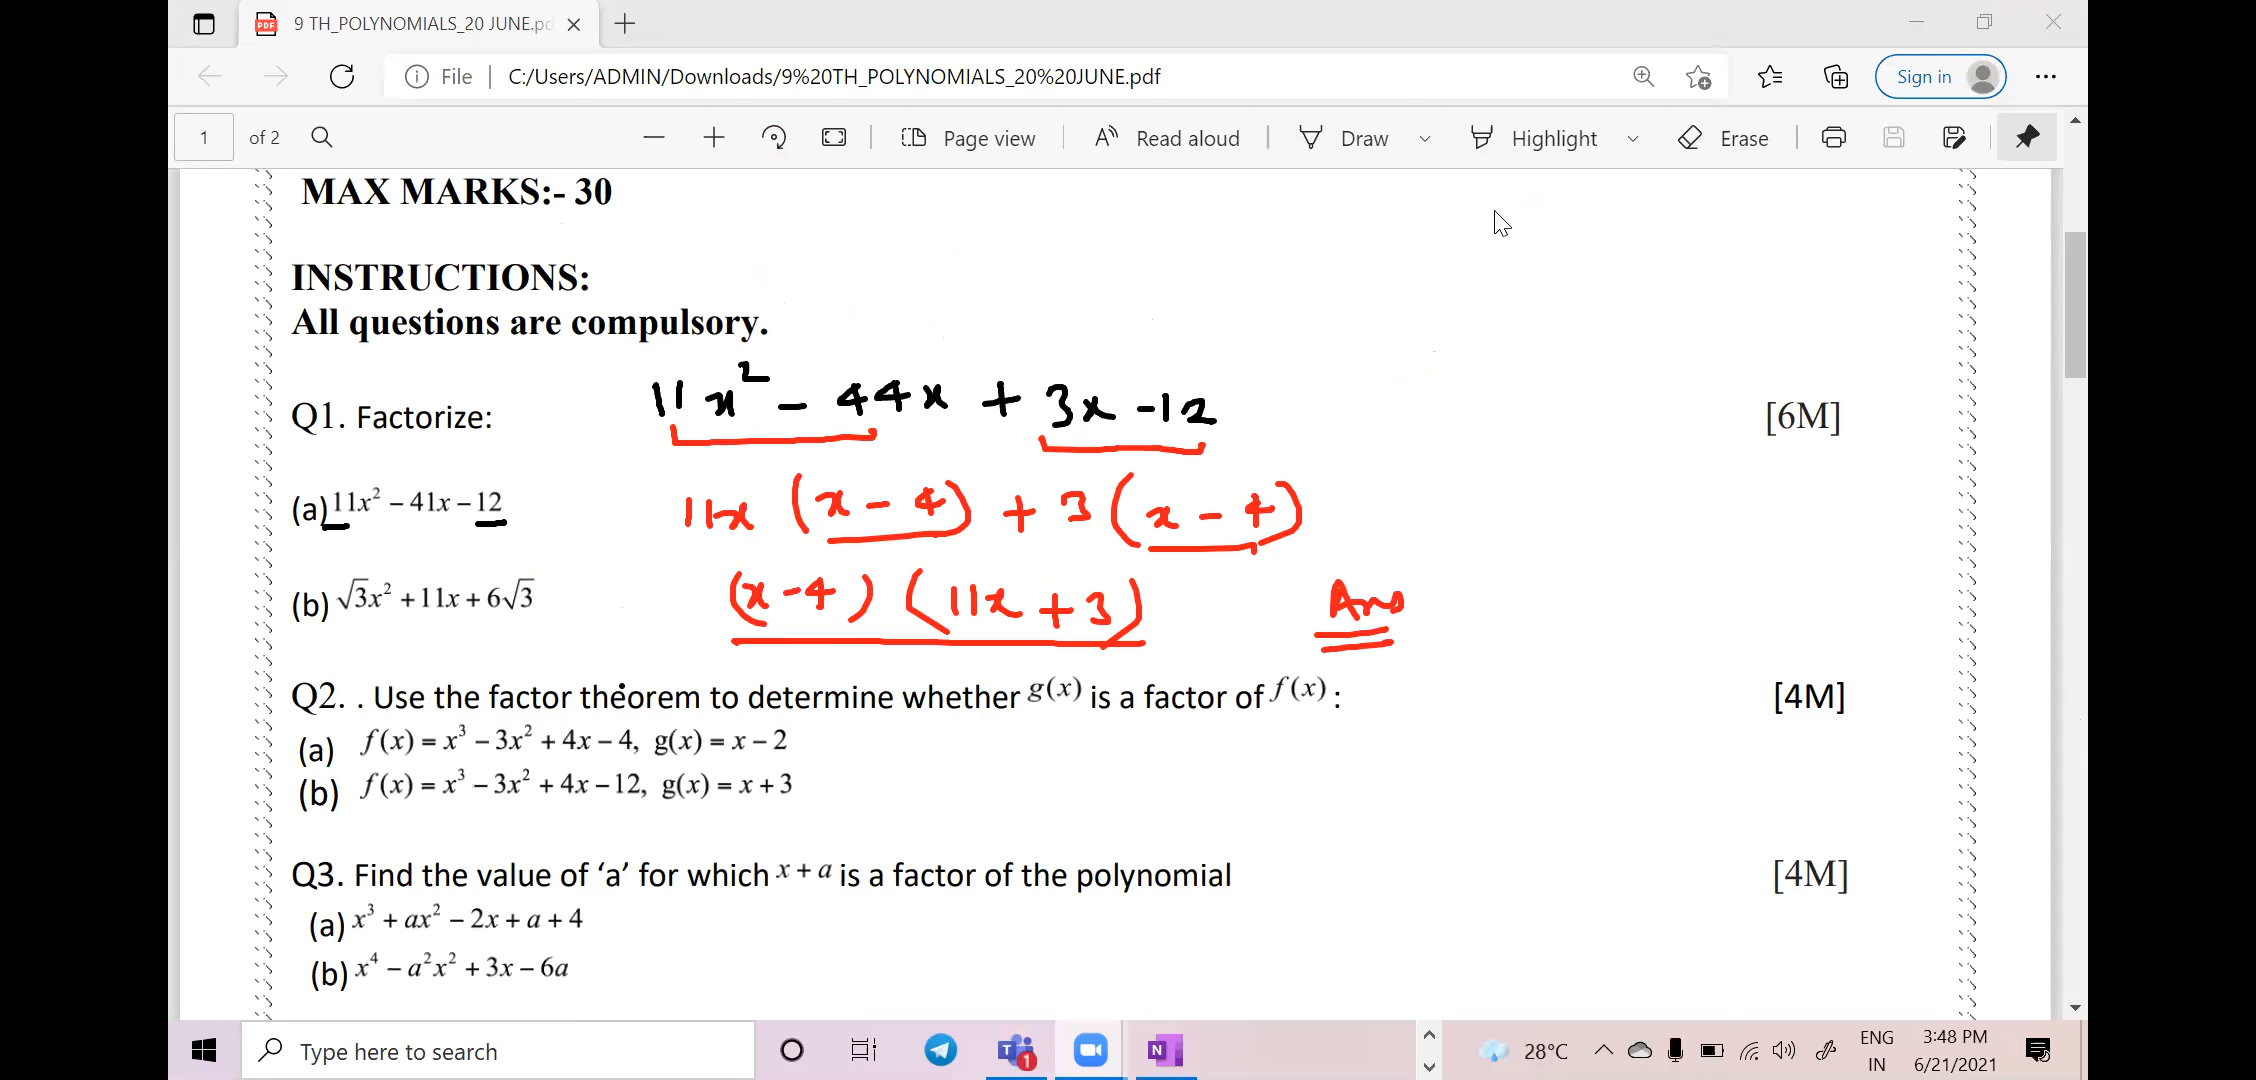 9 TH_POLYNOMIALS_20 JUNE.pd
File | C:/Users/ADMIN/Downloads/9%20TH_POLYNOMIALS_20%20JUNE.pdf
Sign in
1 of 2
Page view
Read aloud
Draw
Highlight
Erase
MAX MARKS:- 30
INSTRUCTIONS:
All questions are compulsory.
11x² - 44x + 3x -12
Q1. Factorize: [6M]
(a) 11x² – 41x – 12
11x (x - 4) + 3 (x - 4)
(b) √3x² + 11x + 6√3
(x - 4) (11x + 3) Ans
Q2. . Use the factor theorem to determine whether g(x) is a factor of f(x) : [4M]
(a) f(x) = x³ – 3x² + 4x – 4, g(x) = x – 2
(b) f(x) = x³ – 3x² + 4x – 12, g(x) = x + 3
Q3. Find the value of ‘a’ for which x + a is a factor of the polynomial [4M]
(a) x³ + ax² – 2x + a + 4
(b) x⁴ – a²x² + 3x – 6a
Type here to search
T 1
N
28°C
ENG
IN
3:48 PM
6/21/2021